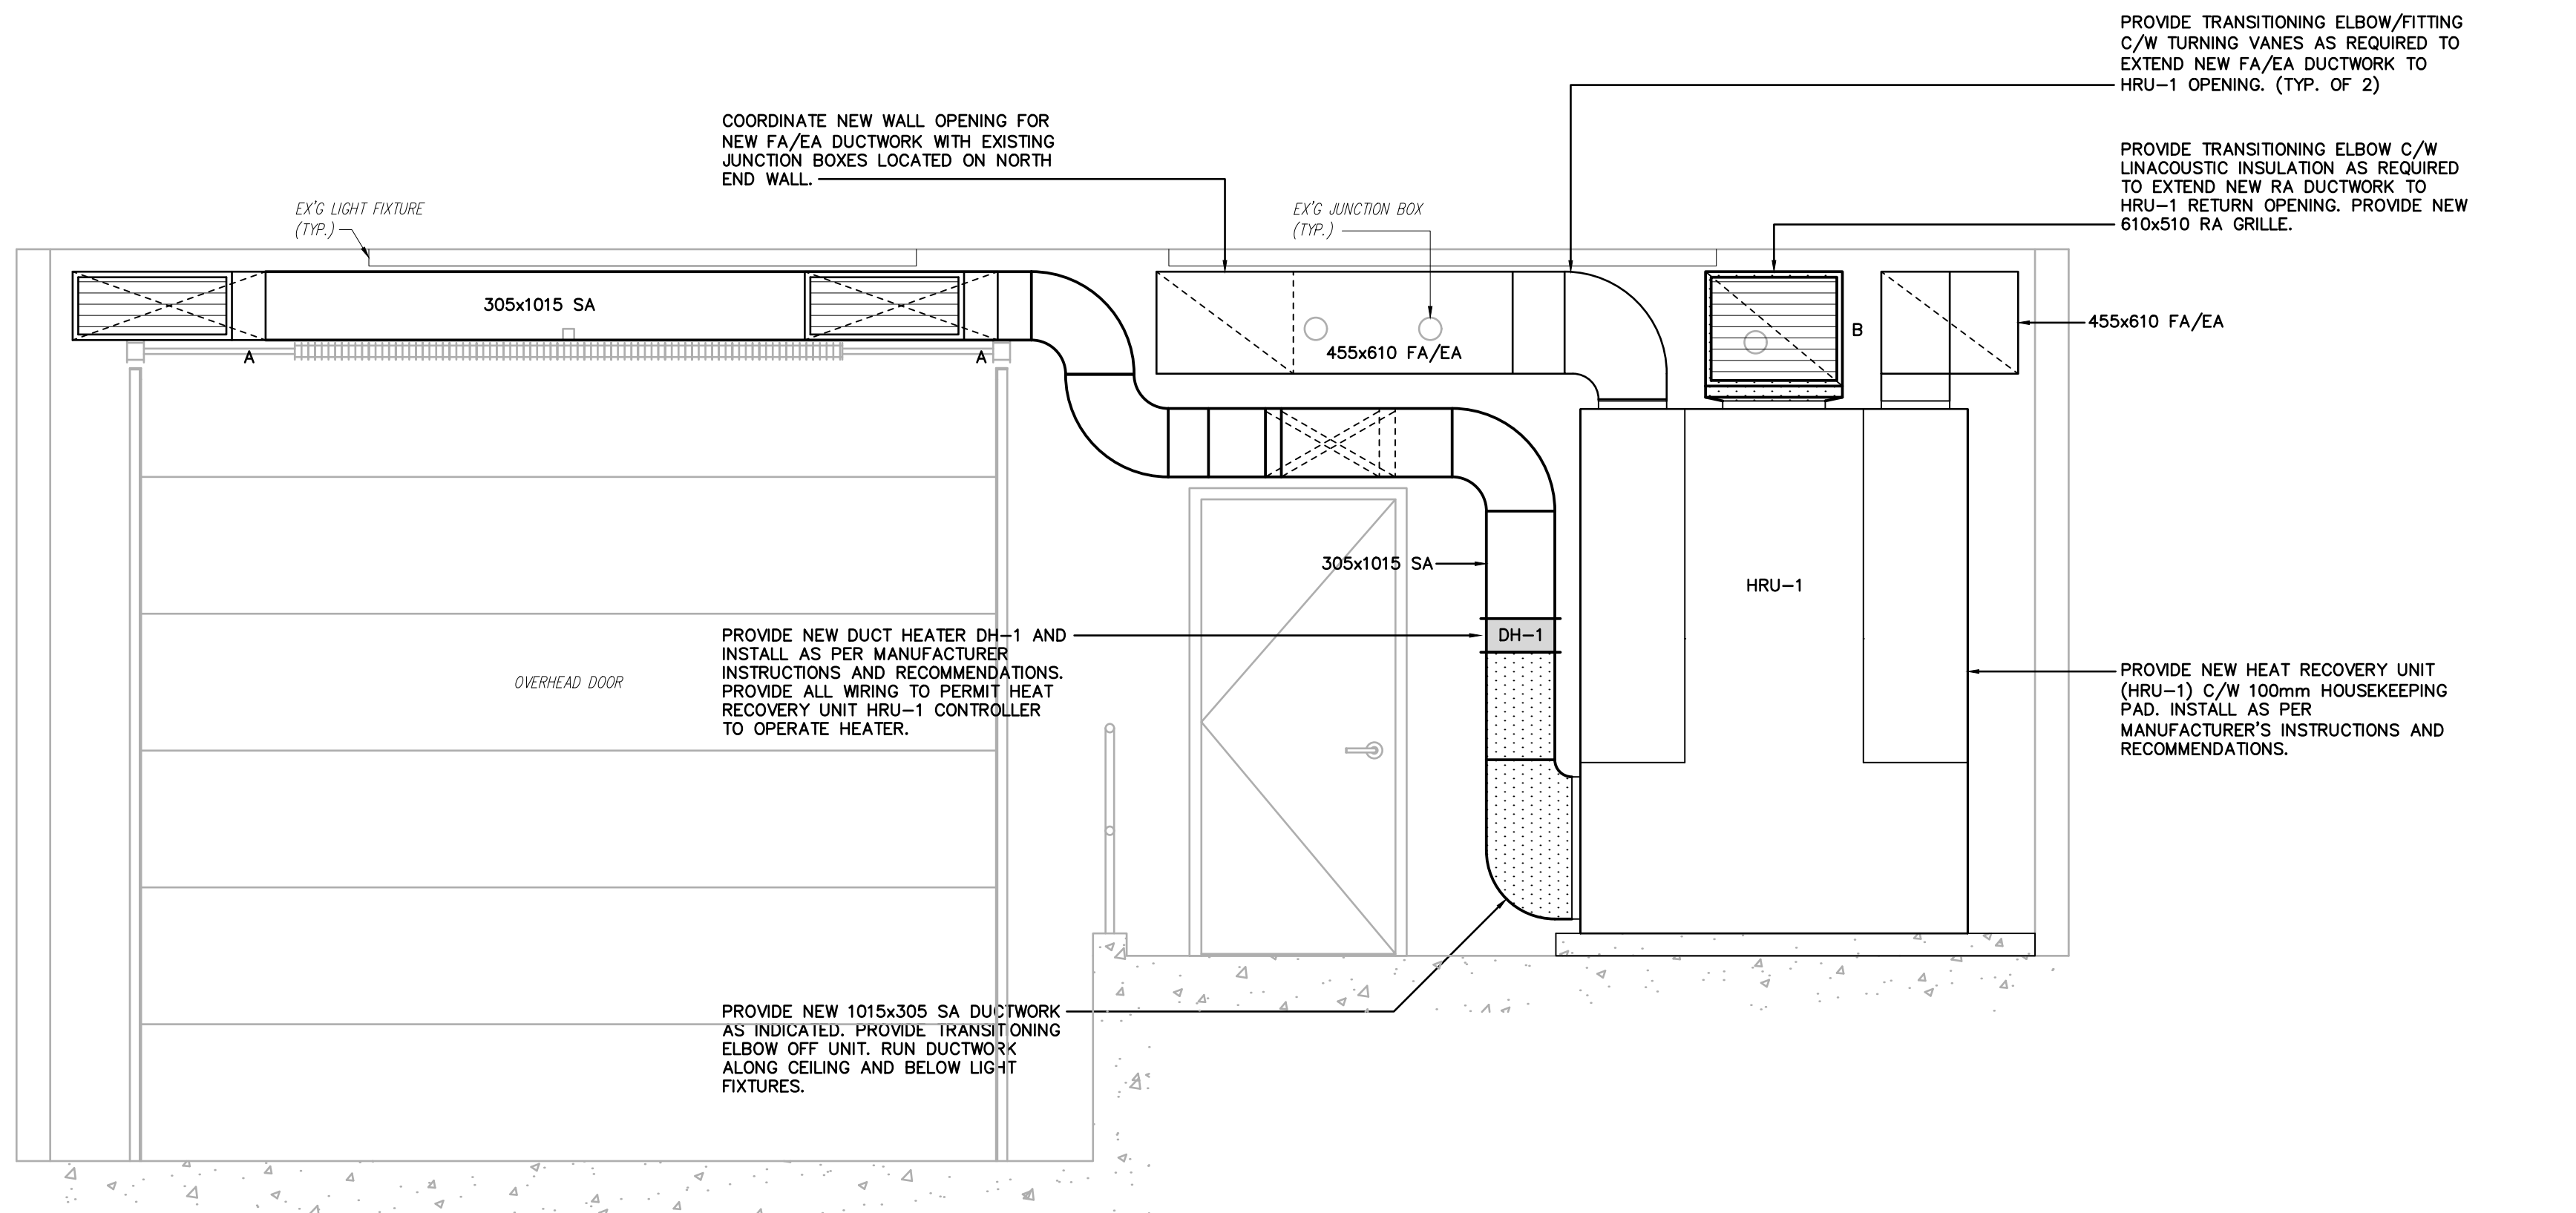 PROVIDE TRANSITIONING ELBOW/FITTING
C/W TURNING VANES AS REQUIRED TO
EXTEND NEW FA/EA DUCTWORK TO
HRU-1 OPENING. (TYP. OF 2)
COORDINATE NEW WALL OPENING FOR
NEW FA/EA DUCTWORK WITH EXISTING
JUNCTION BOXES LOCATED ON NORTH
END WALL.
PROVIDE TRANSITIONING ELBOW C/W
LINACOUSTIC INSULATION AS REQUIRED
TO EXTEND NEW RA DUCTWORK TO
HRU-1 RETURN OPENING. PROVIDE NEW
610x510 RA GRILLE.
EX'G LIGHT FIXTURE
(TYP.)
EX'G JUNCTION BOX
(TYP.)
305x1015 SA
455x610 FA/EA
B
455x610 FA/EA
A
A
305x1015 SA
HRU-1
DH-1
PROVIDE NEW DUCT HEATER DH-1 AND
INSTALL AS PER MANUFACTURER
INSTRUCTIONS AND RECOMMENDATIONS.
PROVIDE ALL WIRING TO PERMIT HEAT
RECOVERY UNIT HRU-1 CONTROLLER
TO OPERATE HEATER.
OVERHEAD DOOR
PROVIDE NEW HEAT RECOVERY UNIT
(HRU-1) C/W 100mm HOUSEKEEPING
PAD. INSTALL AS PER
MANUFACTURER'S INSTRUCTIONS AND
RECOMMENDATIONS.
PROVIDE NEW 1015x305 SA DUCTWORK
AS INDICATED. PROVIDE TRANSITIONING
ELBOW OFF UNIT. RUN DUCTWORK
ALONG CEILING AND BELOW LIGHT
FIXTURES.